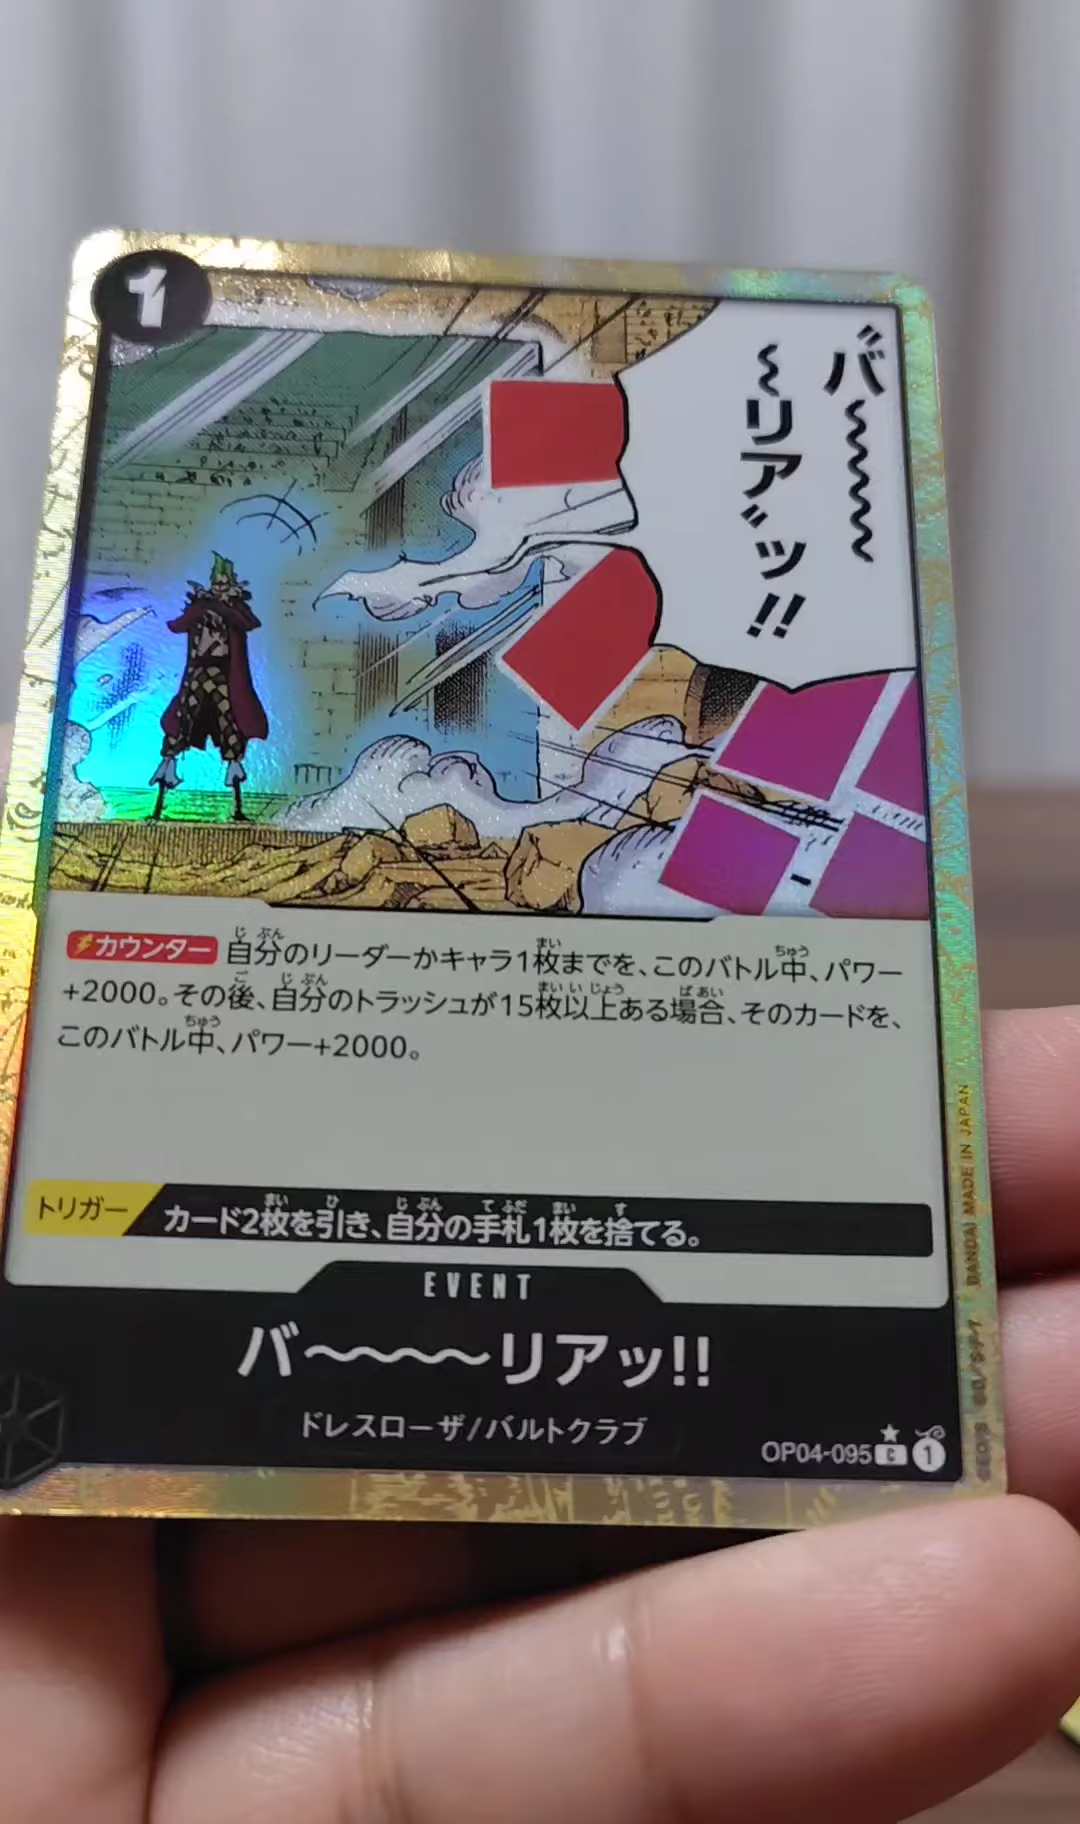 1
バ〜〜〜〜
〜リアッ!!
カウンター 自分のリーダーかキャラ1枚までを、このバトル中、パワー
+2000。その後、自分のトラッシュが15枚以上ある場合、そのカードを、
このバトル中、パワー+2000。
トリガー カード2枚を引き、自分の手札1枚を捨てる。
EVENT
バ〜〜〜〜リアッ!!
ドレスローザ/バルトクラブ
OP04-095 C 1
BANDAI MADE IN JAPAN